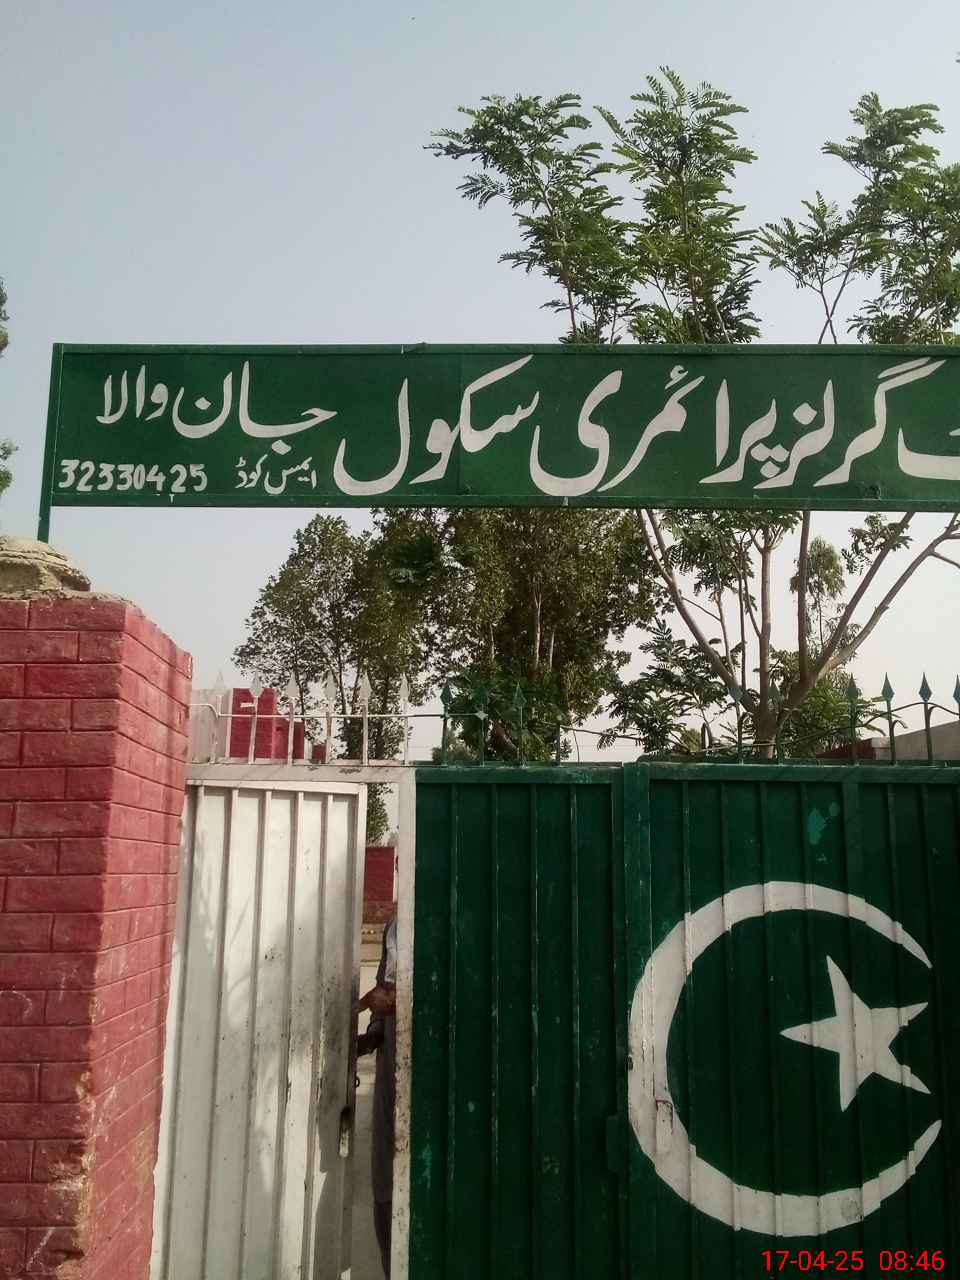 گرلز پرائمری سکول جان والا
ایمس کوڈ 32330425
17-04-25 08:46